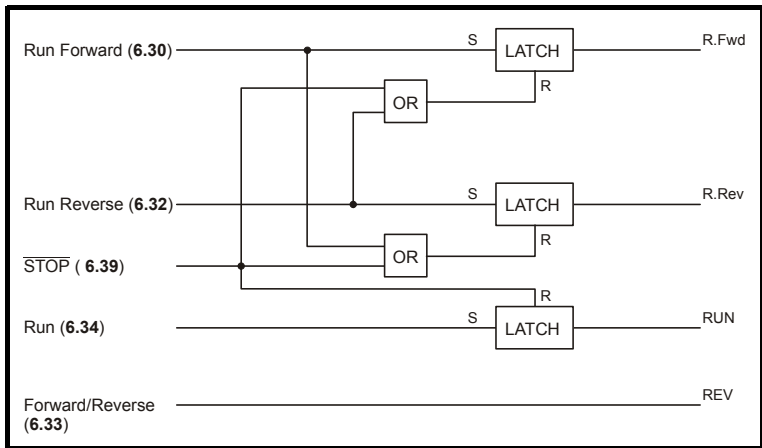 Run Forward (6.30)
S
LATCH
R.Fwd
R
OR
Run Reverse (6.32)
S
LATCH
R.Rev
R
OR
STOP ( 6.39)
R
Run (6.34)
S
LATCH
RUN
REV
Forward/Reverse
(6.33)